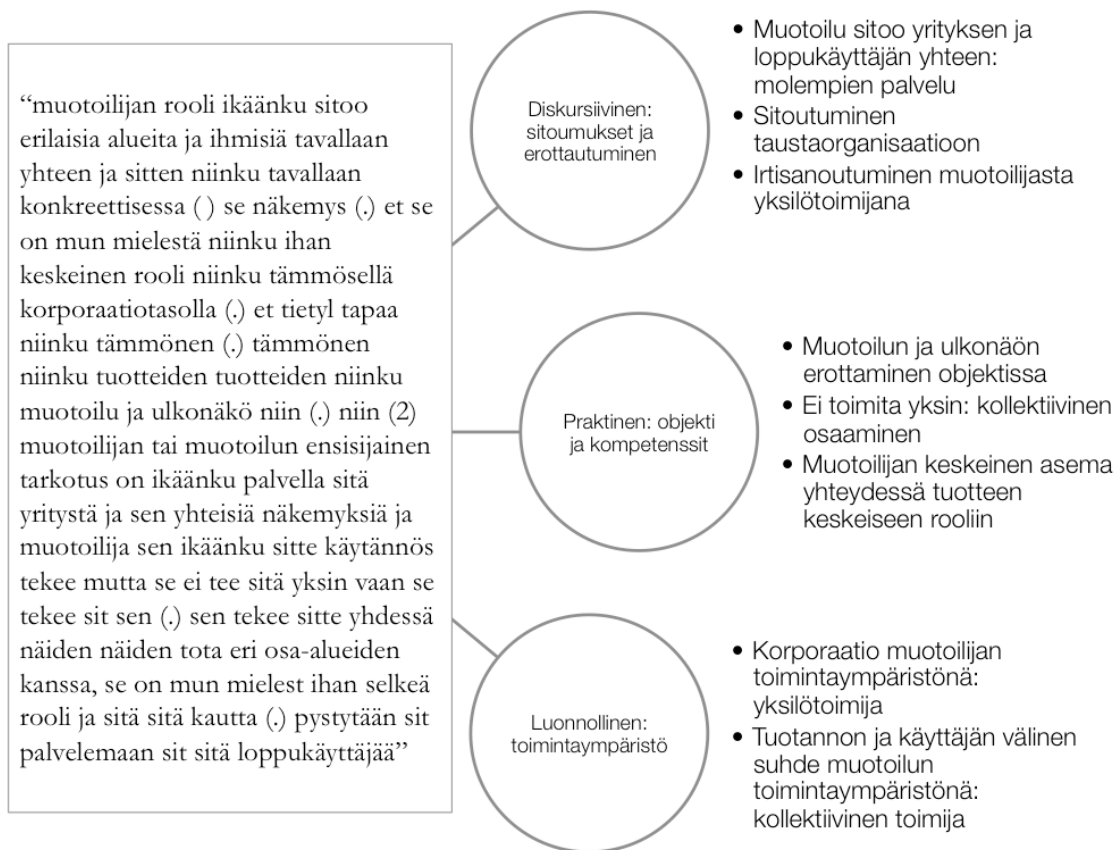 “muotoilijan rooli ikäänku sitoo
erilaisia alueita ja ihmisiä tavallaan
yhteen ja sitten niinku tavallaan
konkreettisessa ( ) se näkemys (.) et se
on mun mielestä niinku ihan
keskeinen rooli niinku tämmösellä
korporaatiotasolla (.) et tietyl tapaa
niinku tämmönen (.) tämmönen
niinku tuotteiden tuotteiden niinku
muotoilu ja ulkonäkö niin (.) niin (2)
muotoilijan tai muotoilun ensisijainen
tarkotus on ikäänku palvella sitä
yritystä ja sen yhteisiä näkemyksiä ja
muotoilija sen ikäänku sitte käytännös
tekee mutta se ei tee sitä yksin vaan se
tekee sit sen (.) sen tekee sitte yhdessä
näiden näiden tota eri osa-alueiden
kanssa, se on mun mielest ihan selkeä
rooli ja sitä sitä kautta (.) pystytään sit
palvelemaan sit sitä loppukäyttäjää”
Diskursiivinen:
sitoumukset ja
erottautuminen
• Muotoilu sitoo yrityksen ja
loppukäyttäjän yhteen:
molempien palvelu
• Sitoutuminen
taustaorganisaatioon
• Irtisanoutuminen muotoilijasta
yksilötoimijana
Praktinen: objekti
ja kompetenssit
• Muotoilun ja ulkonäön
erottaminen objektissa
• Ei toimita yksin: kollektiivinen
osaaminen
• Muotoilijan keskeinen asema
yhteydessä tuotteen
keskeiseen rooliin
Luonnollinen:
toimintaympäristö
• Korporaatio muotoilijan
toimintaympäristönä:
yksilötoimija
• Tuotannon ja käyttäjän välinen
suhde muotoilun
toimintaympäristönä:
kollektiivinen toimija